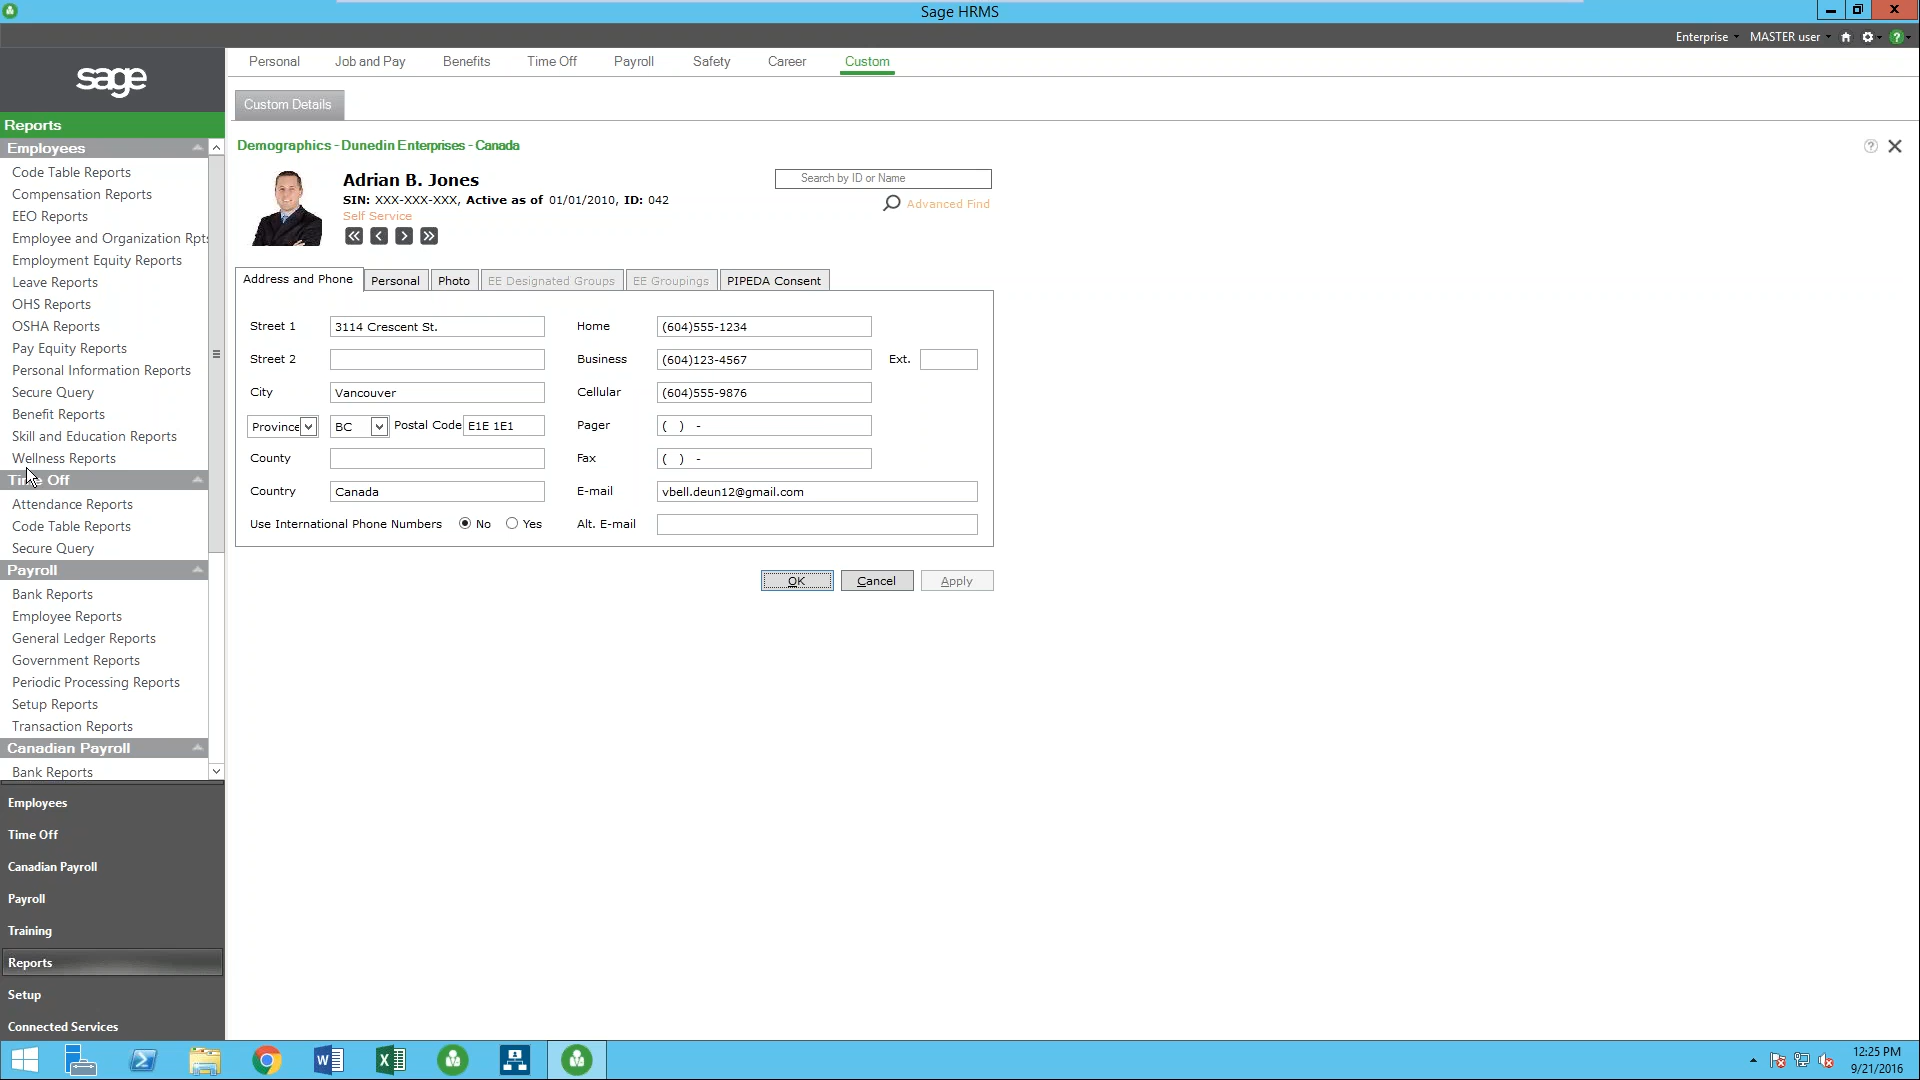 Sage HRMS
Enterprise MASTER user
sage
Personal Job and Pay Benefits Time Off Payroll Safety Career Custom
Custom Details
Reports
Employees
Code Table Reports
Compensation Reports
EEO Reports
Employee and Organization Rpts
Employment Equity Reports
Leave Reports
OHS Reports
OSHA Reports
Pay Equity Reports
Personal Information Reports
Secure Query
Benefit Reports
Skill and Education Reports
Wellness Reports
Time Off
Attendance Reports
Code Table Reports
Secure Query
Payroll
Bank Reports
Employee Reports
General Ledger Reports
Government Reports
Periodic Processing Reports
Setup Reports
Transaction Reports
Canadian Payroll
Bank Reports
Employees
Time Off
Canadian Payroll
Payroll
Training
Reports
Setup
Connected Services
Demographics - Dunedin Enterprises - Canada
Adrian B. Jones
SIN: XXX-XXX-XXX, Active as of 01/01/2010, ID: 042
Self Service
Search by ID or Name
Advanced Find
Address and Phone Personal Photo EE Designated Groups EE Groupings PIPEDA Consent
Street 1 3114 Crescent St. Home (604)555-1234
Street 2 Business (604)123-4567 Ext.
City Vancouver Cellular (604)555-9876
Province BC Postal Code E1E 1E1 Pager ( ) -
County Fax ( ) -
Country Canada E-mail vbell.deun12@gmail.com
Use International Phone Numbers No Yes Alt. E-mail
OK Cancel Apply
12:25 PM
9/21/2016